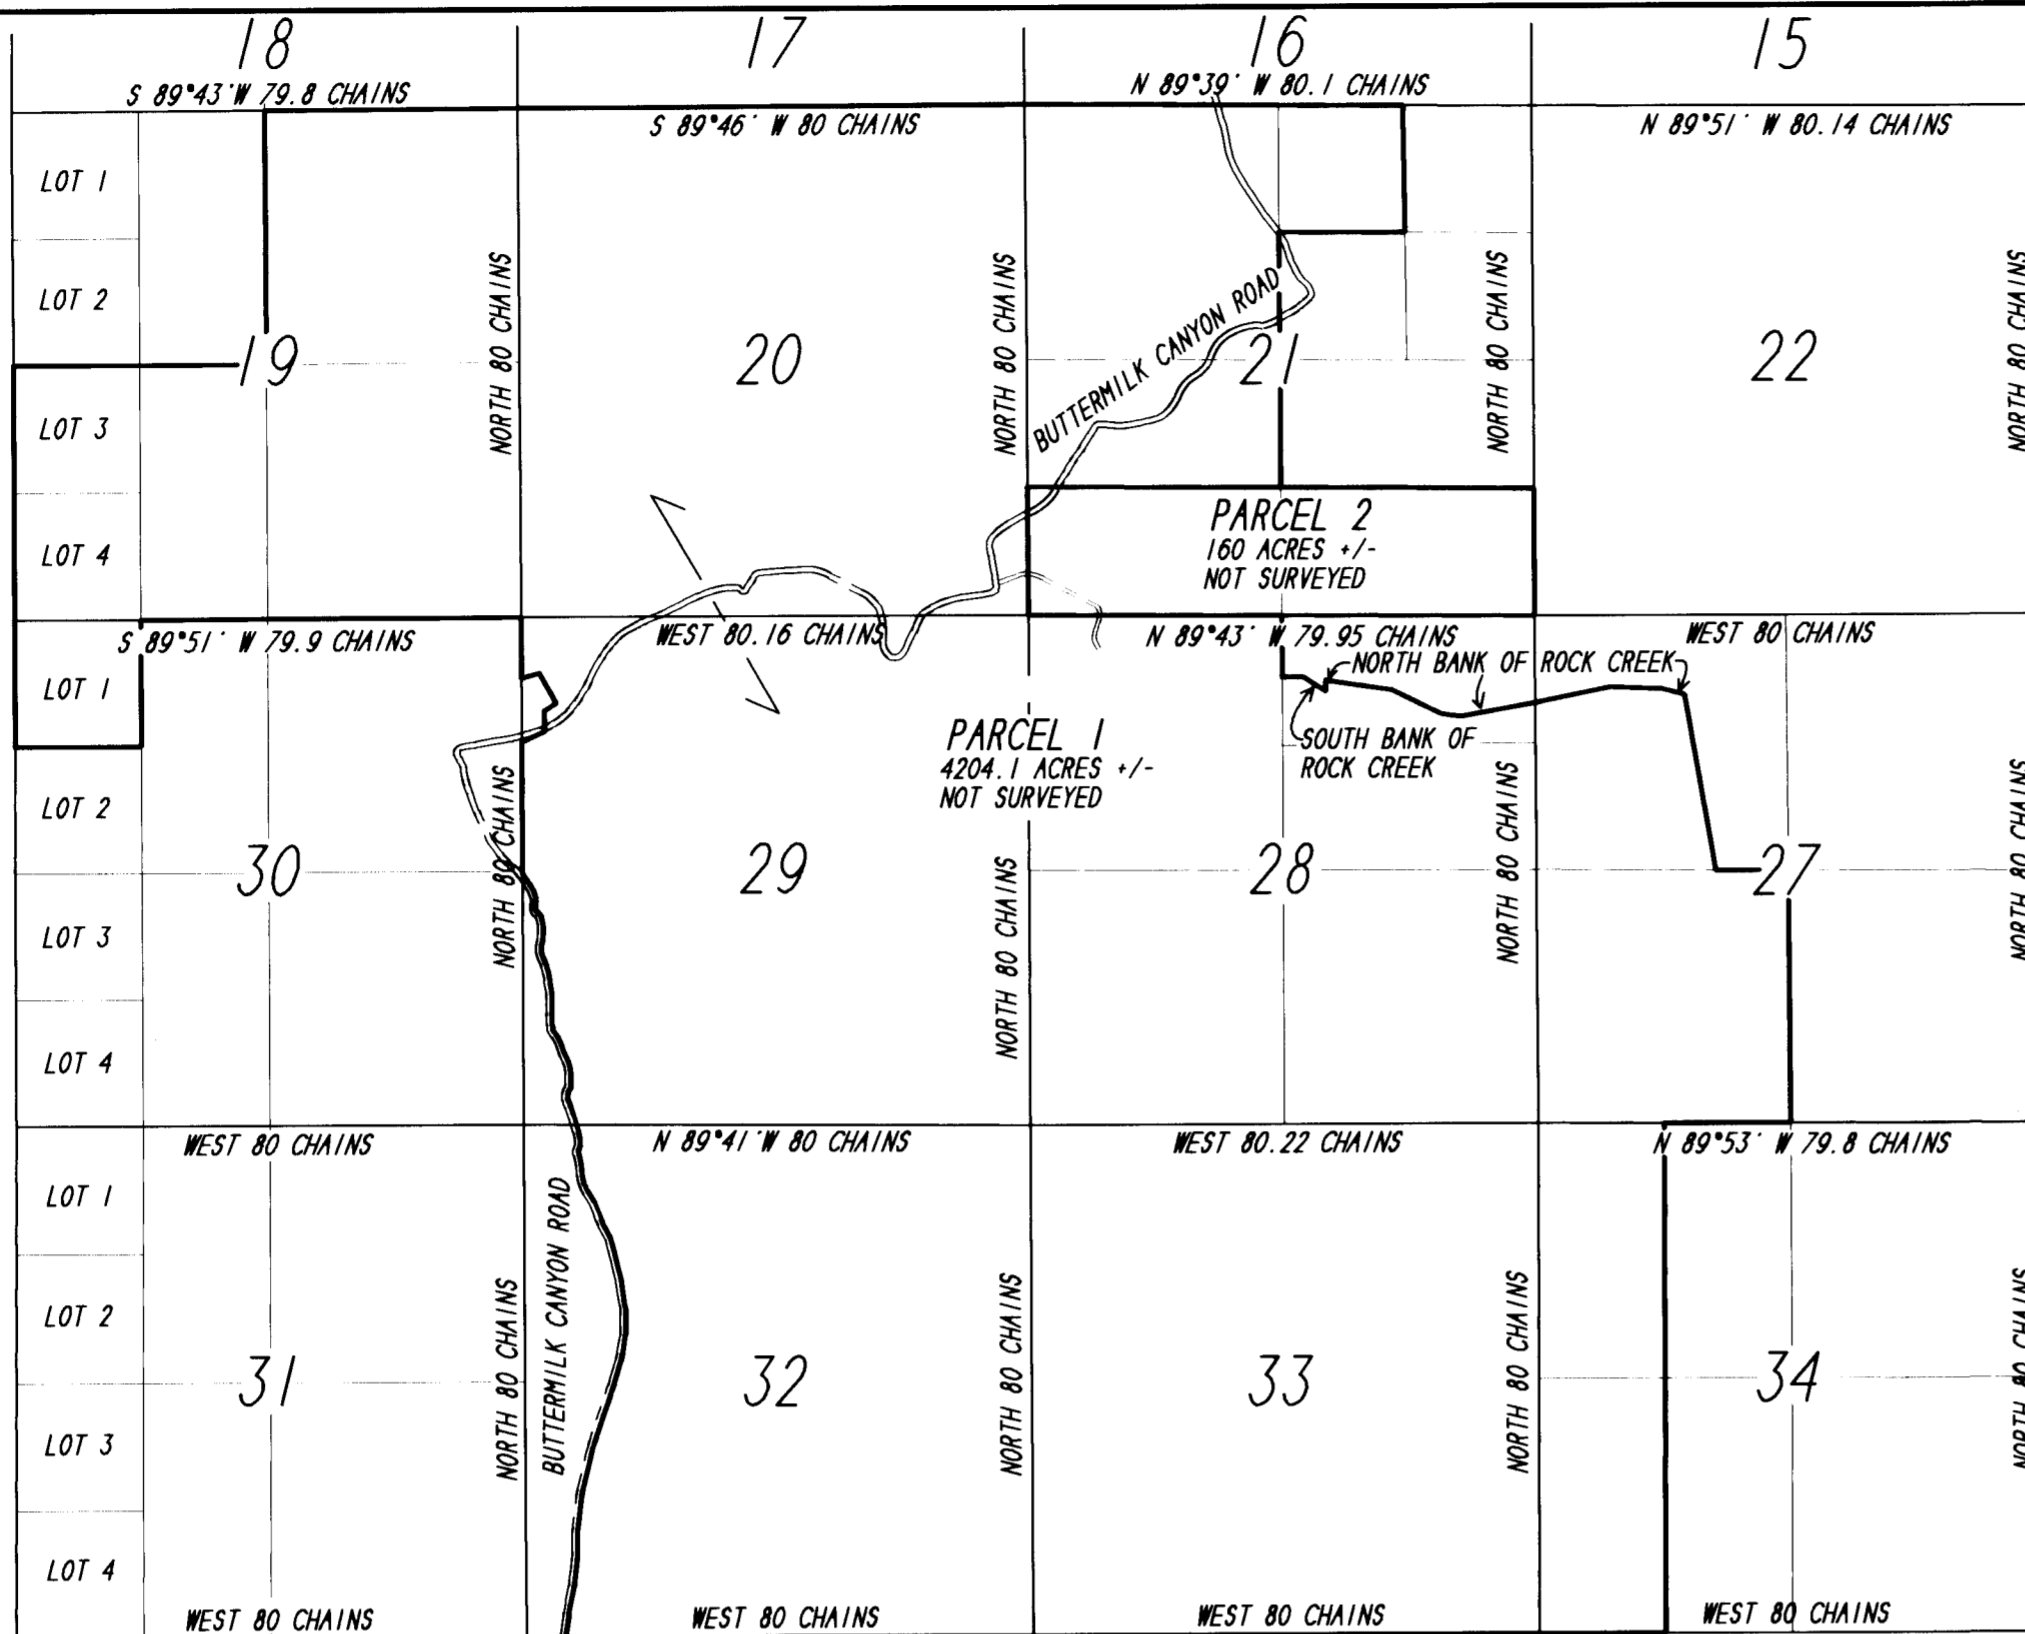 18
17
16
15
S 89°43' W 79.8 CHAINS
S 89°46' W 80 CHAINS
N 89°39' W 80.1 CHAINS
N 89°51' W 80.14 CHAINS
LOT 1
LOT 2
LOT 3
LOT 4
19
NORTH 80 CHAINS
20
NORTH 80 CHAINS
BUTTERMILK CANYON ROAD
21
NORTH 80 CHAINS
22
NORTH 80 CHAINS
PARCEL 2
160 ACRES +/-
NOT SURVEYED
S 89°51' W 79.9 CHAINS
WEST 80.16 CHAINS
N 89°43' W 79.95 CHAINS
WEST 80 CHAINS
NORTH BANK OF ROCK CREEK
SOUTH BANK OF
ROCK CREEK
PARCEL 1
4204.1 ACRES +/-
NOT SURVEYED
LOT 1
LOT 2
LOT 3
LOT 4
30
NORTH 80 CHAINS
29
NORTH 80 CHAINS
28
NORTH 80 CHAINS
27
NORTH 80 CHAINS
WEST 80 CHAINS
N 89°41' W 80 CHAINS
WEST 80.22 CHAINS
N 89°53' W 79.8 CHAINS
LOT 1
LOT 2
LOT 3
LOT 4
31
NORTH 80 CHAINS
BUTTERMILK CANYON ROAD
32
NORTH 80 CHAINS
33
NORTH 80 CHAINS
34
NORTH 80 CHAINS
WEST 80 CHAINS
WEST 80 CHAINS
WEST 80 CHAINS
WEST 80 CHAINS